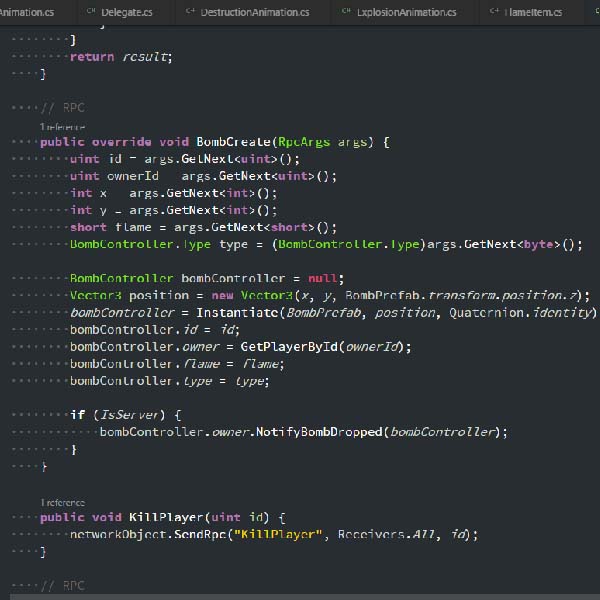 Animation.cs Delegate.cs DestructionAnimation.cs ExplosionAnimation.cs FlameItem.cs
}
return result;
}
// RPC
1 reference
public override void BombCreate(RpcArgs args) {
uint id = args.GetNext<uint>();
uint ownerId = args.GetNext<uint>();
int x = args.GetNext<int>();
int y = args.GetNext<int>();
short flame = args.GetNext<short>();
BombController.Type type = (BombController.Type)args.GetNext<byte>();
BombController bombController = null;
Vector3 position = new Vector3(x, y, BombPrefab.transform.position.z);
bombController = Instantiate(BombPrefab, position, Quaternion.identity)
bombController.id = id;
bombController.owner = GetPlayerById(ownerId);
bombController.flame = flame;
bombController.type = type;
if (IsServer) {
bombController.owner.NotifyBombDropped(bombController);
}
}
1 reference
public void KillPlayer(uint id) {
networkObject.SendRpc("KillPlayer", Receivers.All, id);
}
// RPC